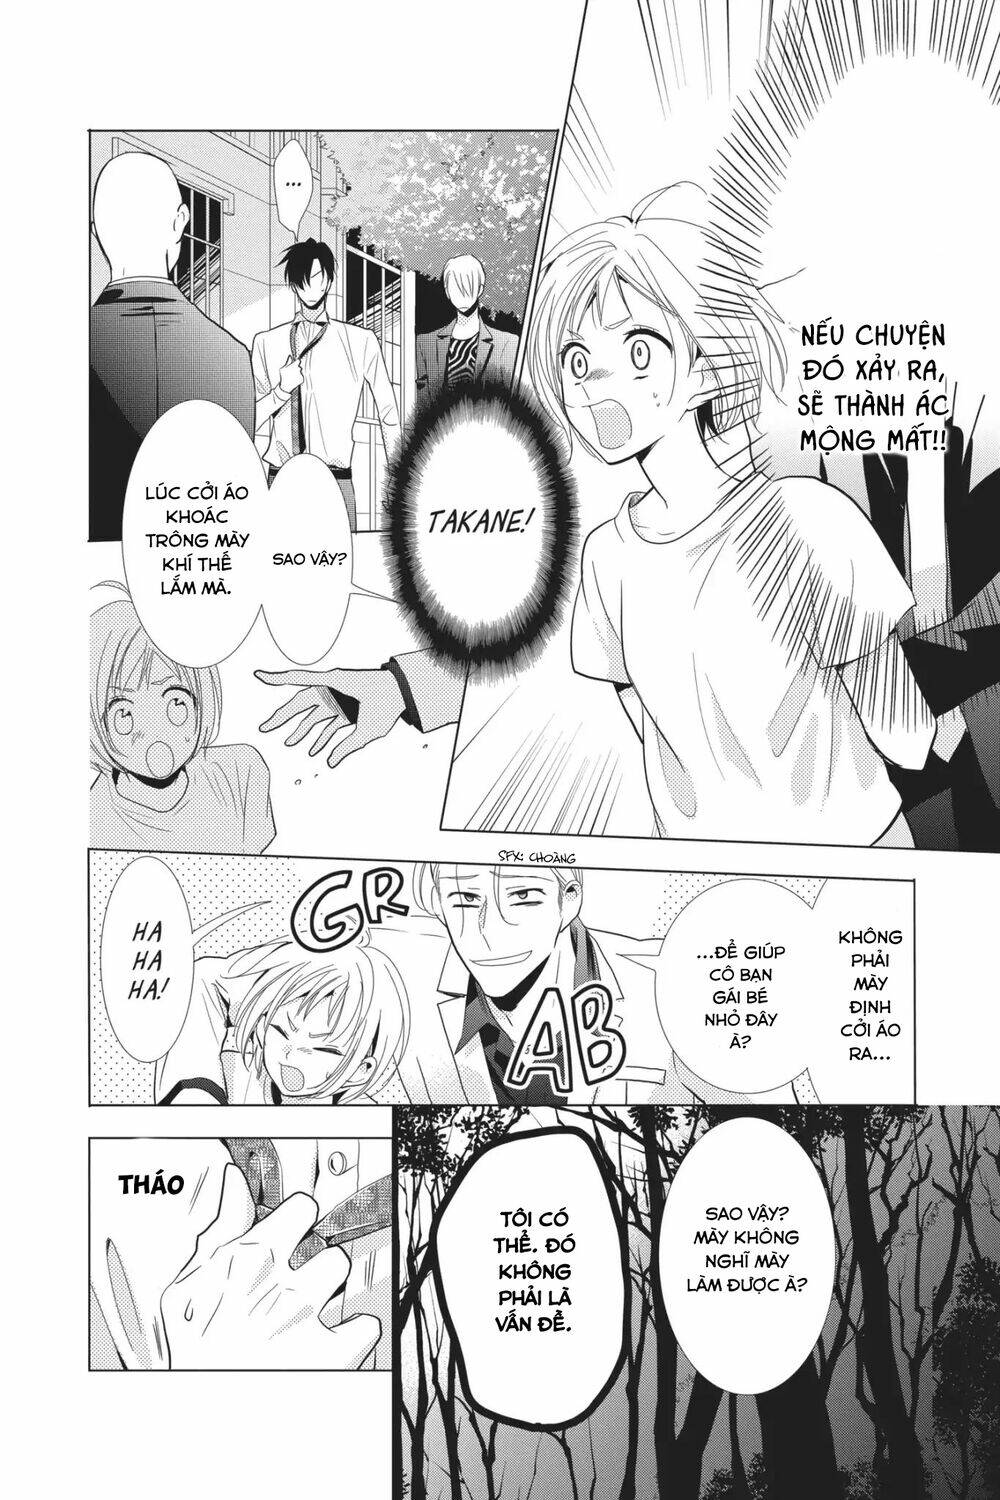 NẾU CHUYỆN
ĐÓ XẢY RA,
SẼ THÀNH ÁC
MỘNG MẤT!!
...
TAKANE!
SAO VẬY?
LÚC CỞI ÁO
KHOÁC
TRÔNG MÀY
KHÍ THẾ
LẮM MÀ.
SFX: CHOÀNG
KHÔNG
PHẢI
MÀY
ĐỊNH
CỞI ÁO
RA...
...ĐỂ GIÚP
CÔ BẠN
GÁI BÉ
NHỎ ĐÂY
À?
GRAB
HA
HA
HA!
SAO VẬY?
MÀY KHÔNG
NGHĨ MÀY
LÀM ĐƯỢC À?
TÔI CÓ
THỂ. ĐÓ
KHÔNG
PHẢI LÀ
VẤN ĐỀ.
THÁO